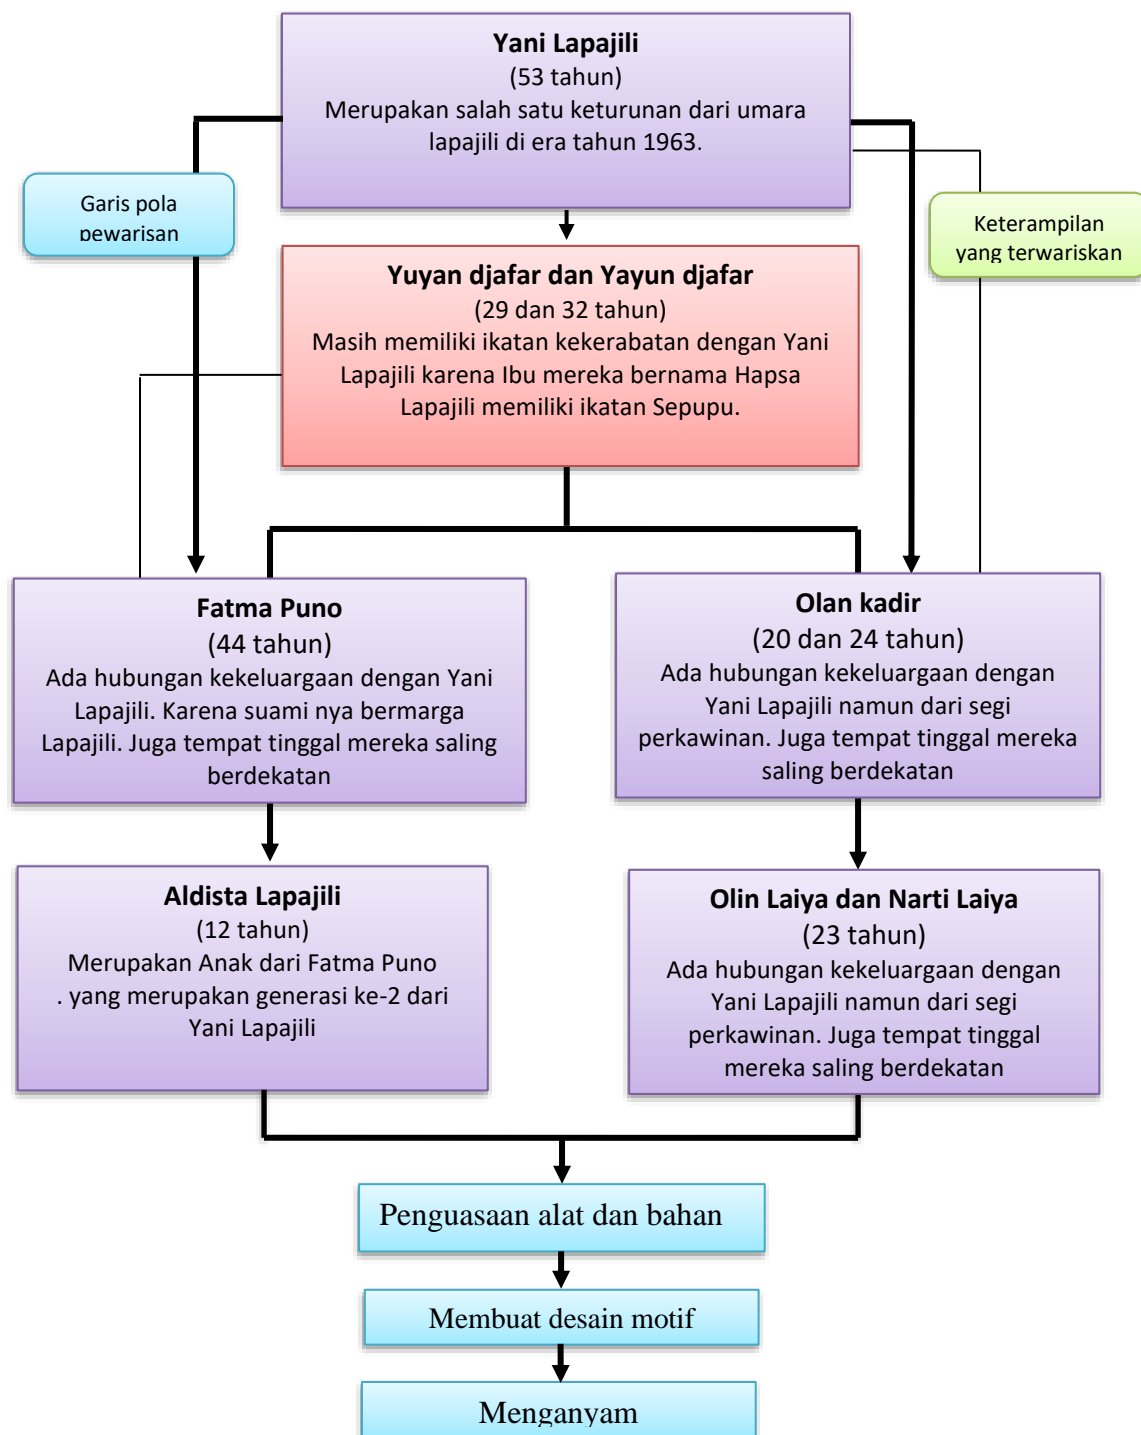 Yani Lapajili
(53 tahun)
Merupakan salah satu keturunan dari umara
lapajili di era tahun 1963.
Garis pola
pewarisan
Keterampilan
yang terwariskan
Yuyan djafar dan Yayun djafar
(29 dan 32 tahun)
Masih memiliki ikatan kekerabatan dengan Yani
Lapajili karena Ibu mereka bernama Hapsa
Lapajili memiliki ikatan Sepupu.
Fatma Puno
(44 tahun)
Ada hubungan kekeluargaan dengan Yani
Lapajili. Karena suami nya bermarga
Lapajili. Juga tempat tinggal mereka saling
berdekatan
Olan kadir
(20 dan 24 tahun)
Ada hubungan kekeluargaan dengan
Yani Lapajili namun dari segi
perkawinan. Juga tempat tinggal mereka
saling berdekatan
Aldista Lapajili
(12 tahun)
Merupakan Anak dari Fatma Puno
. yang merupakan generasi ke-2 dari
Yani Lapajili
Olin Laiya dan Narti Laiya
(23 tahun)
Ada hubungan kekeluargaan dengan
Yani Lapajili namun dari segi
perkawinan. Juga tempat tinggal
mereka saling berdekatan
Penguasaan alat dan bahan
Membuat desain motif
Menganyam